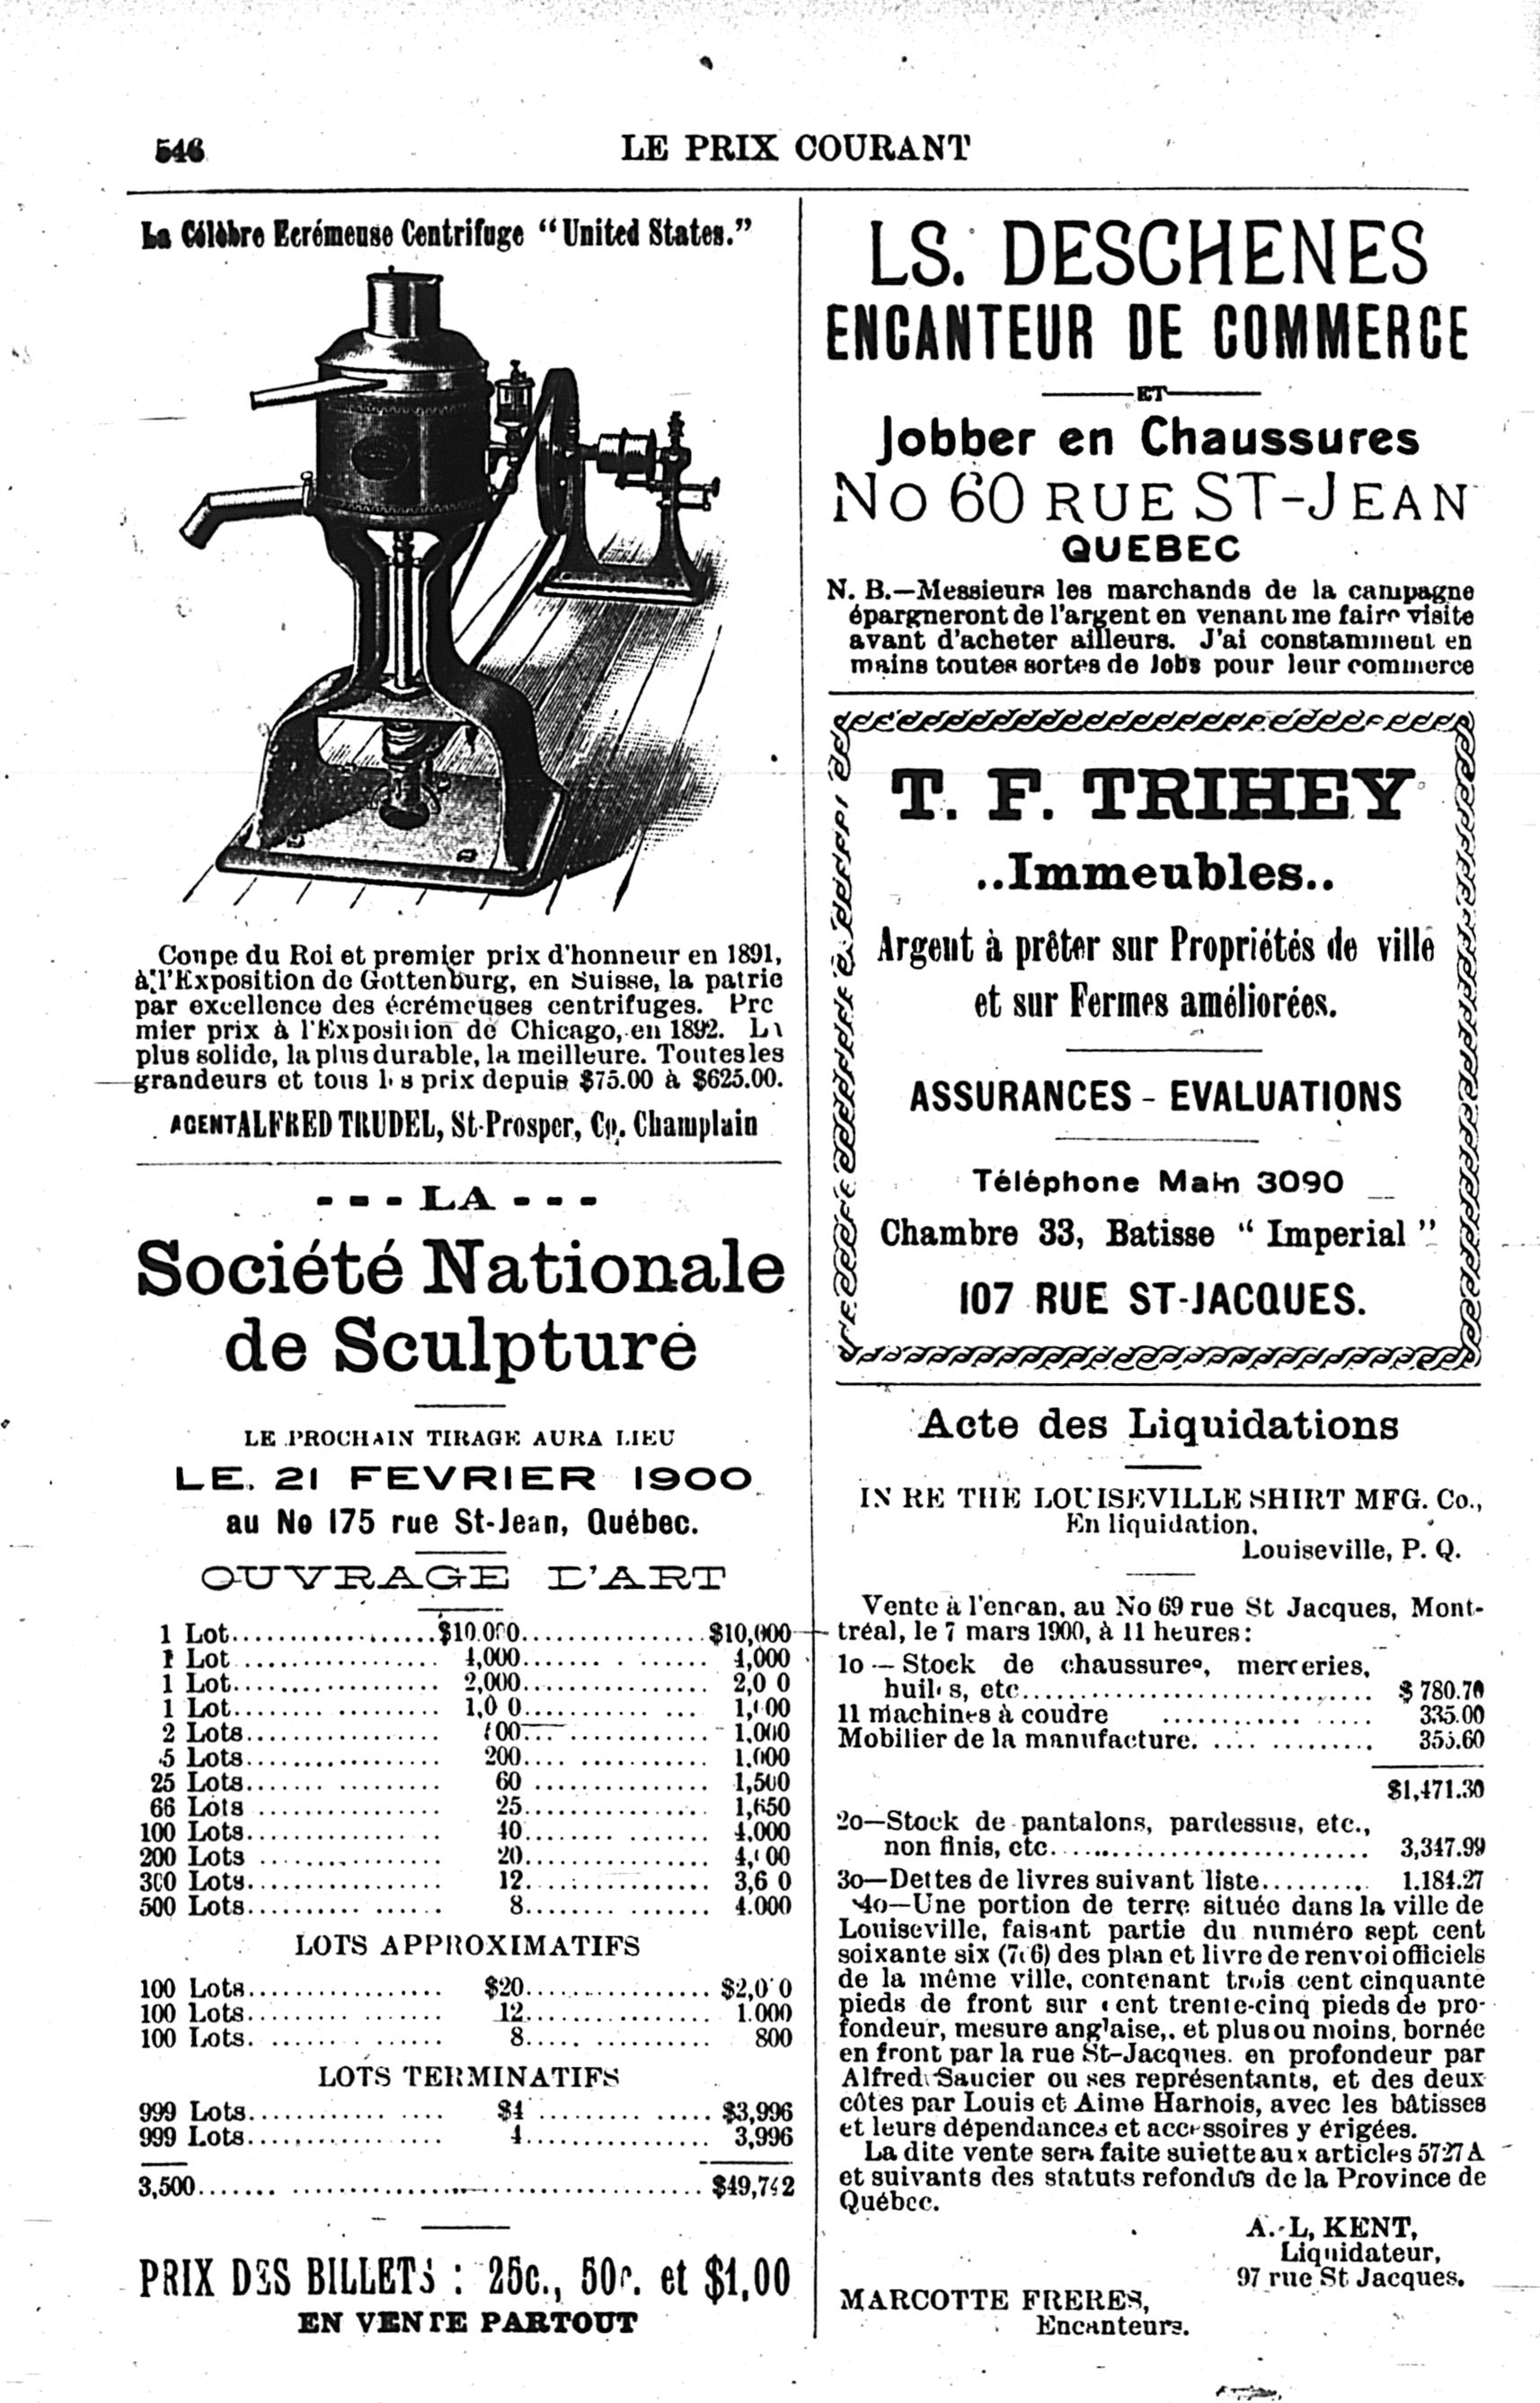 546
LE PRIX COURANT
La Célèbre Ecrémeuse Centrifuge "United States."
Coupe du Roi et premier prix d'honneur en 1891,
à l'Exposition de Gottenburg, en Suisse, la patrie
par excellence des écrémeuses centrifuges. Pre
mier prix à l'Exposition de Chicago, en 1892. La
plus solide, la plus durable, la meilleure. Toutes les
grandeurs et tous l s prix depuis $75.00 à $625.00.
AGENT ALFRED TRUDEL, St-Prosper, Co. Champlain
- - - LA - - -
Société Nationale
de Sculpture
LE PROCHAIN TIRAGE AURA LIEU
LE 21 FEVRIER 1900
au No 175 rue St-Jean, Québec.
OUVRAGE D'ART
1 Lot.....................$10.000..................$10,000
1 Lot................... 4,000................... 4,000
1 Lot................... 2,000................... 2,0 0
1 Lot................... 1,0 0................... 1,000
2 Lots................... 00................... 1.000
5 Lots................... 200................... 1.000
25 Lots................... 60................... 1,500
66 Lots................... 25................... 1,650
100 Lots................... 40................... 4.000
200 Lots................... 20................... 4, 00
300 Lots................... 12................... 3,6 0
500 Lots................... 8................... 4.000
LOTS APPROXIMATIFS
100 Lots................... $20................... $2,000
100 Lots................... 12................... 1.000
100 Lots................... 8................... 800
LOTS TERMINATIFS
999 Lots................... $4................... $3,996
999 Lots................... 4................... 3,996
3,500.................................................. $49,742
PRIX DES BILLETS : 25c., 50c. et $1,00
EN VENTE PARTOUT
LS. DESCHENES
ENCANTEUR DE COMMERCE
ET
Jobber en Chaussures
No 60 RUE ST-JEAN
QUEBEC
N. B.—Messieurs les marchands de la campagne
épargneront de l'argent en venant me faire visite
avant d'acheter ailleurs. J'ai constamment en
mains toutes sortes de Jobs pour leur commerce
T. F. TRIHEY
..Immeubles..
Argent à prêter sur Propriétés de ville
et sur Fermes améliorées.
ASSURANCES - EVALUATIONS
Téléphone Main 3090
Chambre 33, Batisse " Imperial "
107 RUE ST-JACQUES.
Acte des Liquidations
IN RE THE LOUISEVILLE SHIRT MFG. Co.,
En liquidation,
Louiseville, P. Q.
Vente à l'encan, au No 69 rue St Jacques, Mont-
tréal, le 7 mars 1900, à 11 heures:
1o — Stock de chaussures, merceries,
huiles, etc................................ $ 780.70
11 machines à coudre .................... 335.00
Mobilier de la manufacture. .............. 355.60
$1,471.30
2o—Stock de pantalons, pardessus, etc.,
non finis, etc................................ 3,347.99
3o—Dettes de livres suivant liste.......... 1.184.27
4o—Une portion de terre située dans la ville de
Louiseville, faisant partie du numéro sept cent
soixante six (766) des plan et livre de renvoi officiels
de la même ville, contenant trois cent cinquante
pieds de front sur cent trente-cinq pieds de pro-
fondeur, mesure anglaise,, et plus ou moins, bornée
en front par la rue St-Jacques. en profondeur par
Alfred Saucier ou ses représentants, et des deux
côtés par Louis et Aime Harnois, avec les bâtisses
et leurs dépendances et accessoires y érigées.
La dite vente sera faite suiette aux articles 5727A
et suivants des statuts refondus de la Province de
Québec.
A. L, KENT,
Liquidateur,
97 rue St Jacques.
MARCOTTE FRERES,
Encanteurs.